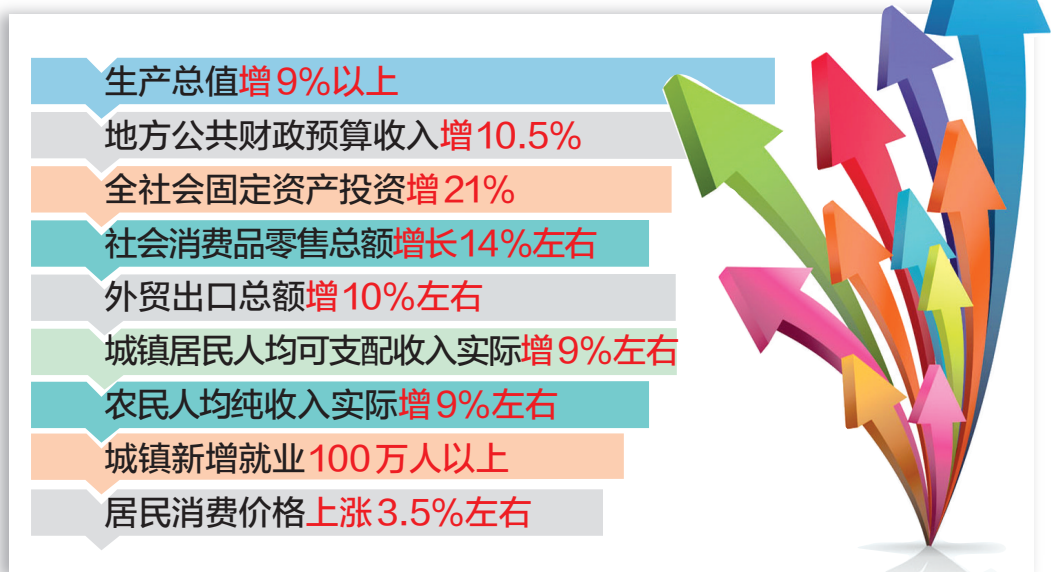 生产总值增9%以上
地方公共财政预算收入增10.5%
全社会固定资产投资增21%
社会消费品零售总额增长14%左右
外贸出口总额增10%左右
城镇居民人均可支配收入实际增9%左右
农民人均纯收入实际增9%左右
城镇新增就业100万人以上
居民消费价格上涨3.5%左右